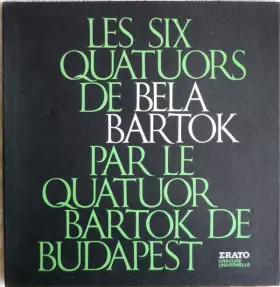 LES SIX
QUATUORS
DE BELA
BARTOK
PAR LE
QUATUOR
BARTOK DE
BUDAPEST
ERATO
GRAVURE
UNIVERSELLE